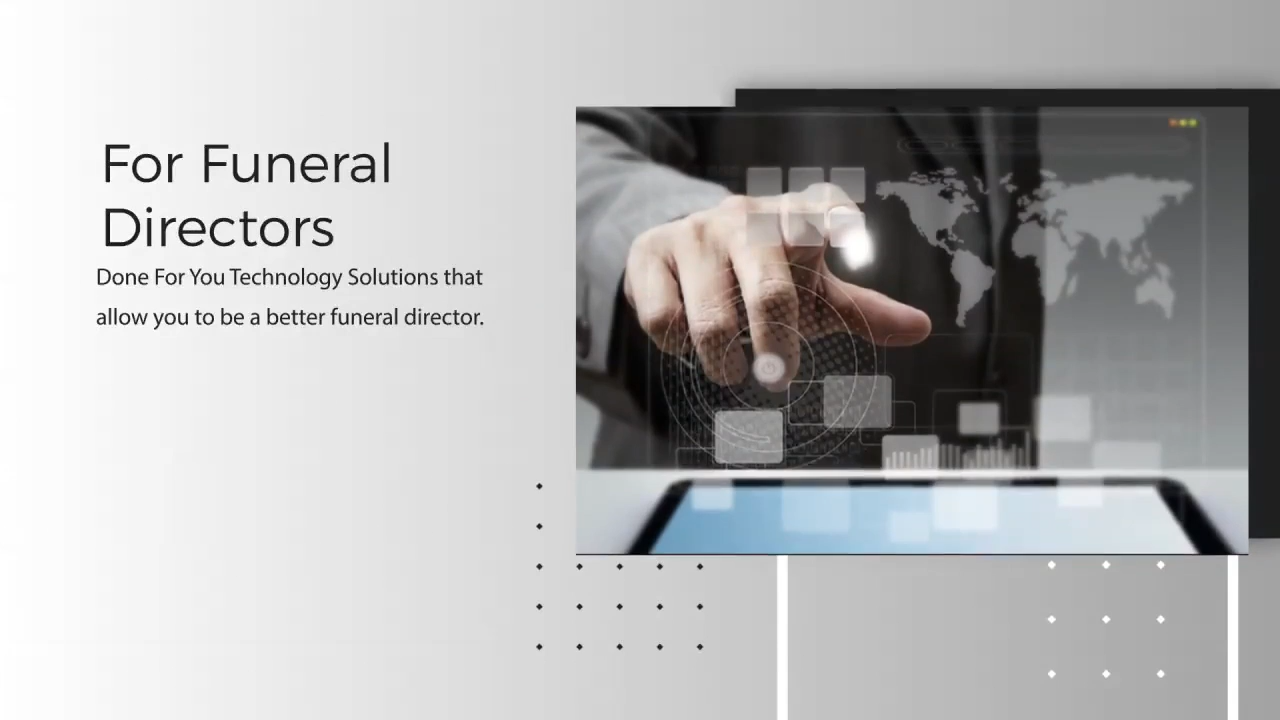 For Funeral
Directors
Done For You Technology Solutions that
allow you to be a better funeral director.